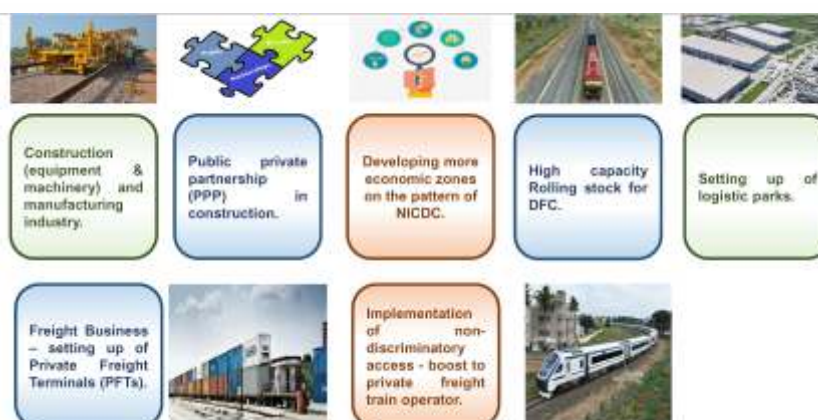 Construction
(equipment &
machinery) and
manufacturing
industry.
Public private
partnership
(PPP) in
construction.
Developing more
economic zones
on the pattern of
NICDC.
High capacity
Rolling stock for
DFC.
Setting up of
logistic parks.
Freight Business
– setting up of
Private Freight
Terminals (PFTs).
Implementation
of non-
discriminatory
access - boost to
private freight
train operator.